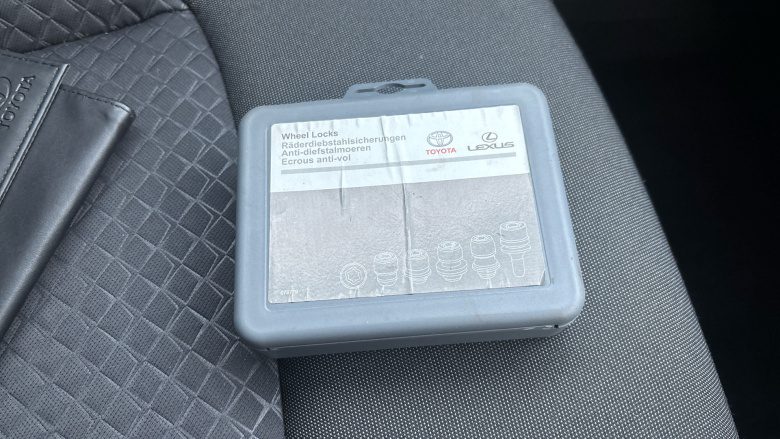 Wheel Locks
Räderdiebstahlsicherungen
Anti-diefstalmoeren
Ecrous anti-vol
TOYOTA
LEXUS
TOYOTA